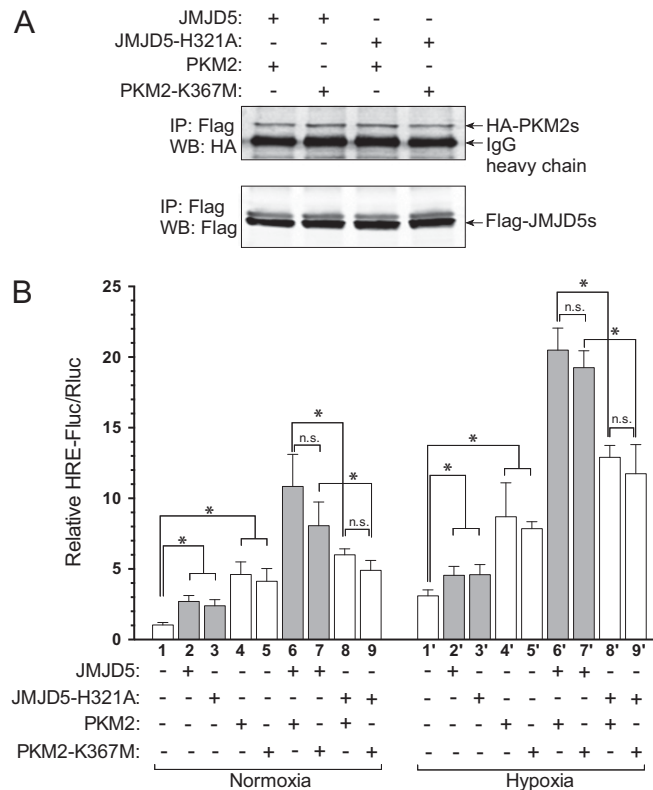 A
JMJD5: + + - -
JMJD5-H321A: - - + +
PKM2: + - + -
PKM2-K367M: - + - +
IP: Flag
WB: HA
HA-PKM2s
IgG
heavy chain
IP: Flag
WB: Flag
Flag-JMJD5s
B
Relative HRE-Fluc/Rluc
25
20
15
10
5
0
* * * n.s. * n.s.
* * * n.s. * n.s.
1 2 3 4 5 6 7 8 9 1' 2' 3' 4' 5' 6' 7' 8' 9'
JMJD5: - + - - - + + - - - + - - - + + - -
JMJD5-H321A: - - + - - - - + + - - + - - - - + +
PKM2: - - - + - + - + - - - - + - + - + -
PKM2-K367M: - - - - + - + - + - - - - + - + - +
Normoxia Hypoxia